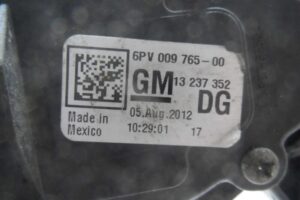 6PV 009 765-00
GM 13 237 352
DG
Made in
Mexico
05.Aug.2012
10:29:01 17